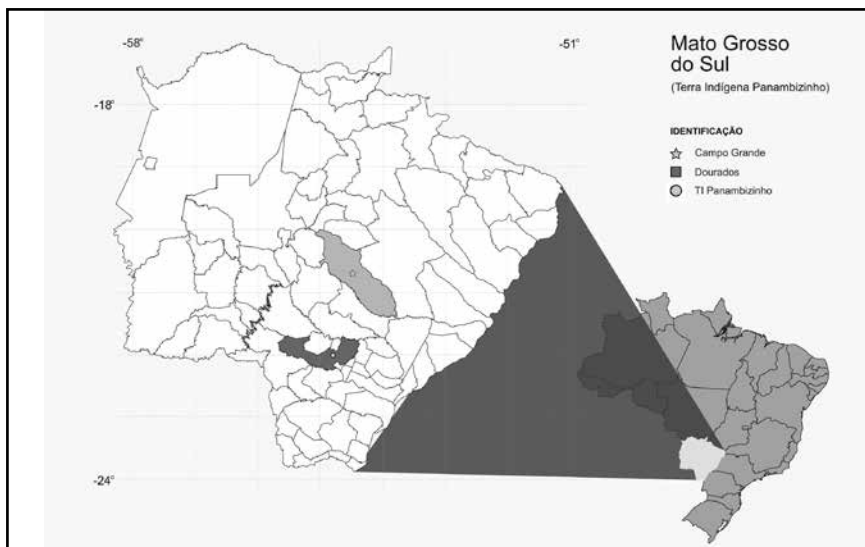 -58°
-51°
-18°
-24°
Mato Grosso
do Sul
(Terra Indígena Panambizinho)
IDENTIFICAÇÃO
Campo Grande
Dourados
TI Panambizinho